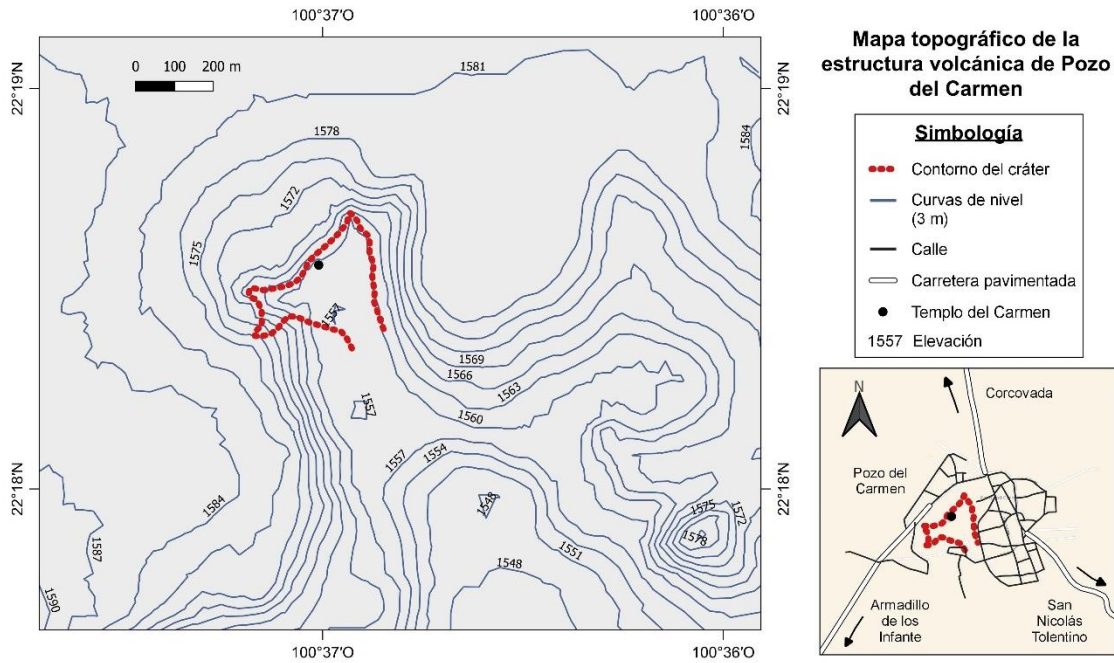 100°37'O
100°36'O
0 100 200 m
22°19'N
22°19'N
22°18'N
22°18'N
1581
1578
1584
1572
1575
1557
1569
1566
1563
1560
1557
1557
1554
1548
1575
1572
1578
1551
1548
1584
1587
1590
100°37'O
100°36'O
Mapa topográfico de la
estructura volcánica de Pozo
del Carmen
Simbología
Contorno del cráter
Curvas de nivel
(3 m)
Calle
Carretera pavimentada
Templo del Carmen
1557 Elevación
N
Corcovada
Pozo del
Carmen
Armadillo
de los
Infante
San
Nicolás
Tolentino